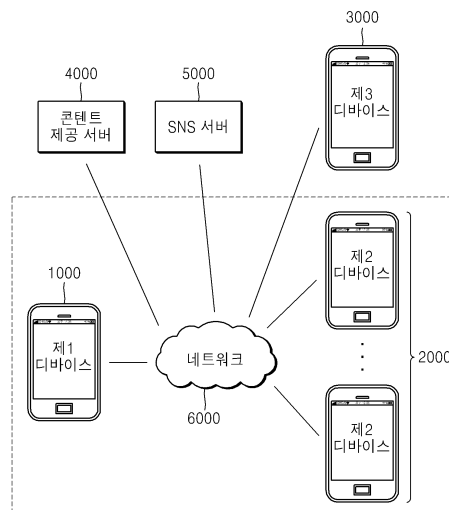 3000
4000
5000
콘텐트
제공 서버
SNS 서버
제3
디바이스
1000
제1
디바이스
네트워크
6000
제2
디바이스
2000
제2
디바이스